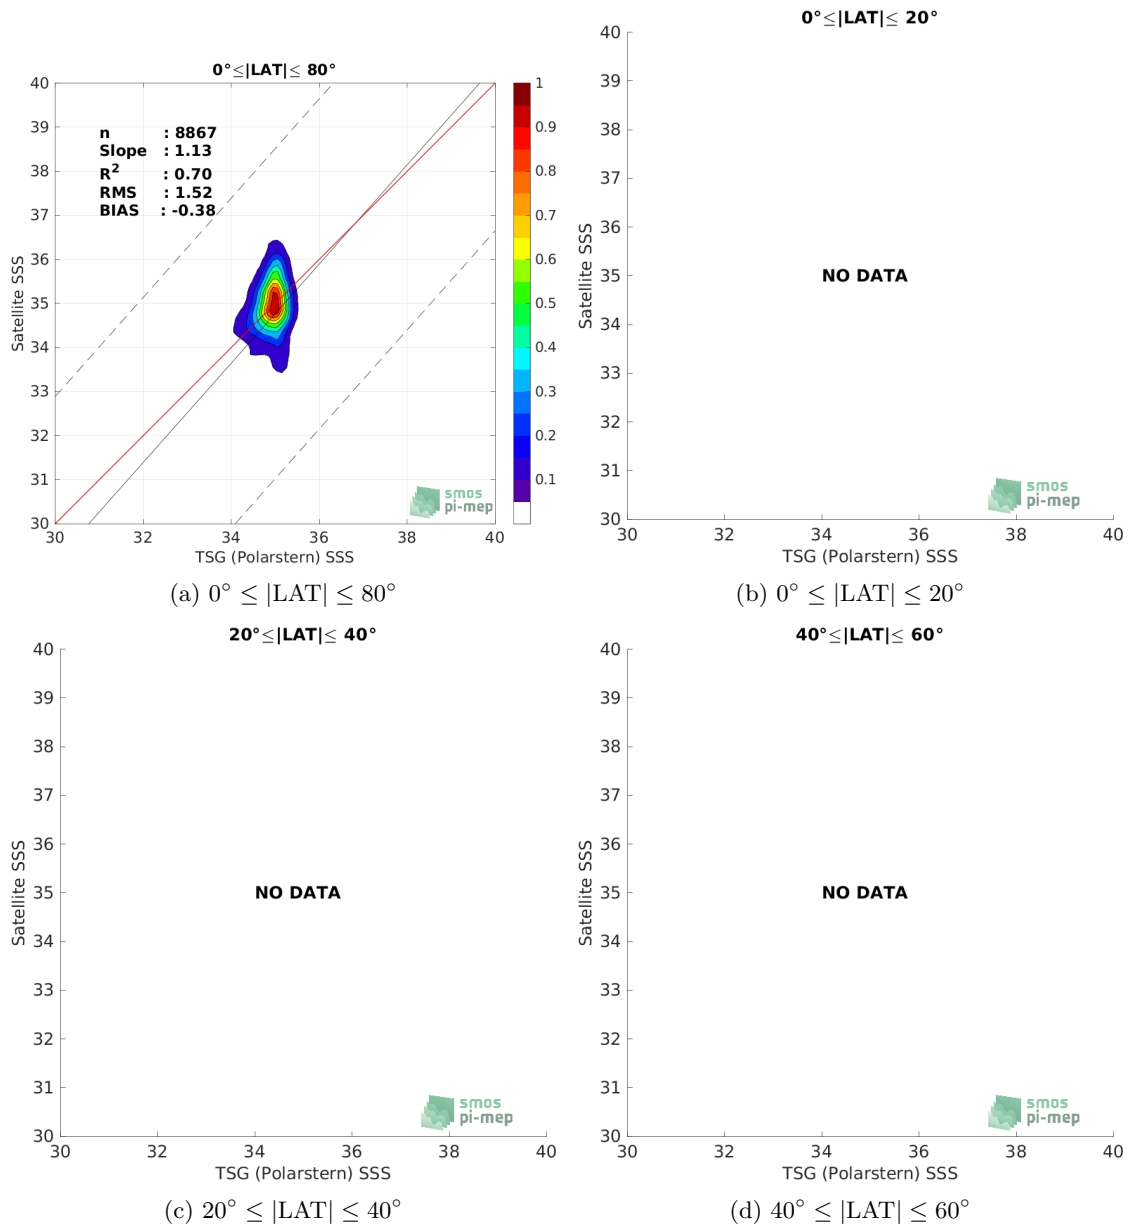 0°≤|LAT|≤ 80°
40
39
38
37
36
35
34
33
32
31
30
Satellite SSS
n : 8867
Slope : 1.13
R² : 0.70
RMS : 1.52
BIAS : -0.38
smos
pi-mep
30 32 34 36 38 40
TSG (Polarstern) SSS
1
0.9
0.8
0.7
0.6
0.5
0.4
0.3
0.2
0.1
(a) 0° ≤ |LAT| ≤ 80°
0°≤|LAT|≤ 20°
40
39
38
37
36
35
34
33
32
31
30
Satellite SSS
NO DATA
smos
pi-mep
30 32 34 36 38 40
TSG (Polarstern) SSS
(b) 0° ≤ |LAT| ≤ 20°
20°≤|LAT|≤ 40°
40
39
38
37
36
35
34
33
32
31
30
Satellite SSS
NO DATA
smos
pi-mep
30 32 34 36 38 40
TSG (Polarstern) SSS
(c) 20° ≤ |LAT| ≤ 40°
40°≤|LAT|≤ 60°
40
39
38
37
36
35
34
33
32
31
30
Satellite SSS
NO DATA
smos
pi-mep
30 32 34 36 38 40
TSG (Polarstern) SSS
(d) 40° ≤ |LAT| ≤ 60°